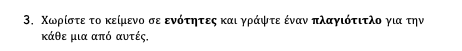 3. Χωρίστε το κείμενο σε ενότητες και γράψτε έναν πλαγιότιτλο για την
κάθε μια από αυτές.